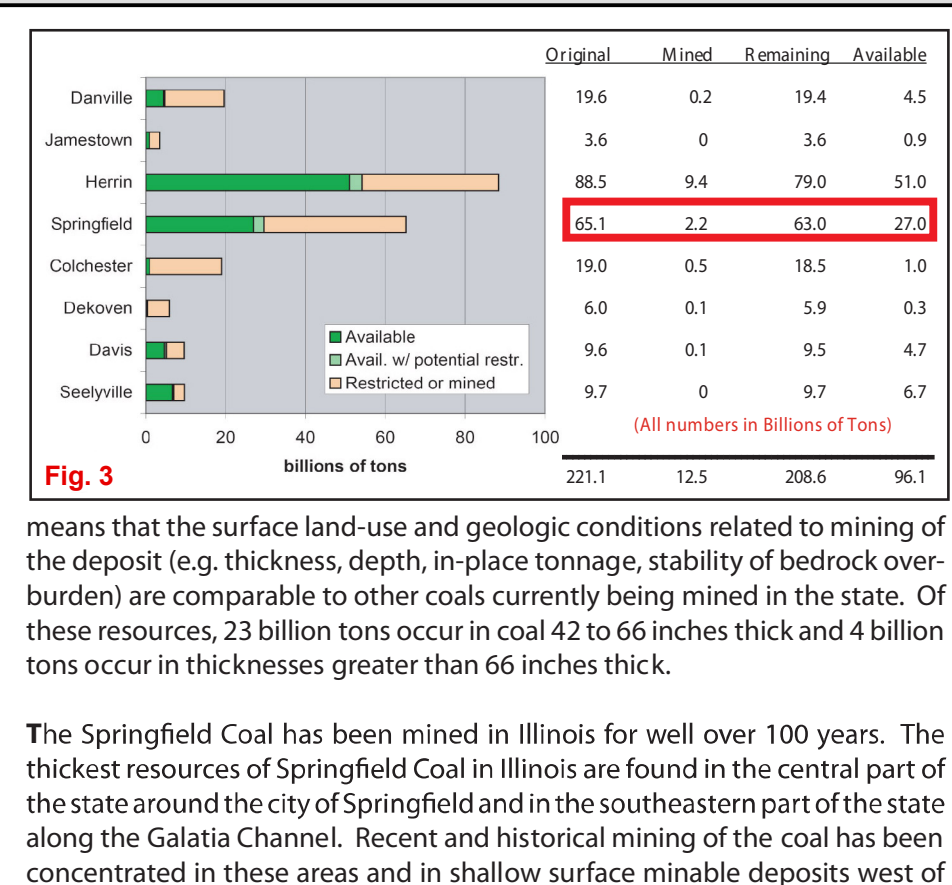 Original Mined Remaining Available
Danville 19.6 0.2 19.4 4.5
Jamestown 3.6 0 3.6 0.9
Herrin 88.5 9.4 79.0 51.0
Springfield 65.1 2.2 63.0 27.0
Colchester 19.0 0.5 18.5 1.0
Dekoven 6.0 0.1 5.9 0.3
Available
Davis 9.6 0.1 9.5 4.7
Avail. w/ potential restr.
Restricted or mined
Seelyville 9.7 0 9.7 6.7
(All numbers in Billions of Tons)
0 20 40 60 80 100
billions of tons
Fig. 3 221.1 12.5 208.6 96.1
means that the surface land-use and geologic conditions related to mining of
the deposit (e.g. thickness, depth, in-place tonnage, stability of bedrock over-
burden) are comparable to other coals currently being mined in the state. Of
these resources, 23 billion tons occur in coal 42 to 66 inches thick and 4 billion
tons occur in thicknesses greater than 66 inches thick.
The Springfield Coal has been mined in Illinois for well over 100 years. The
thickest resources of Springfield Coal in Illinois are found in the central part of
the state around the city of Springfield and in the southeastern part of the state
along the Galatia Channel. Recent and historical mining of the coal has been
concentrated in these areas and in shallow surface minable deposits west of